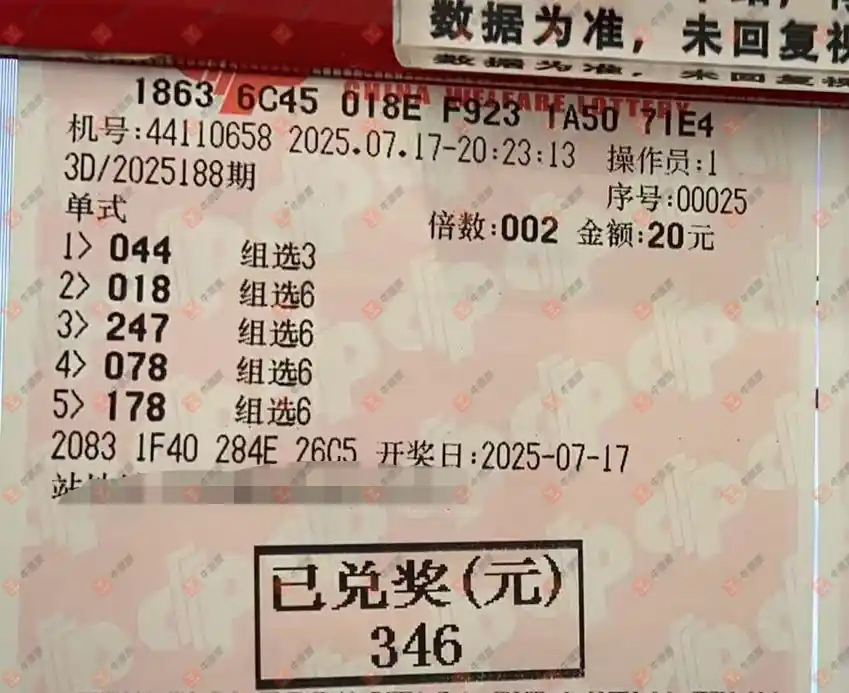 数据为准，未回复视
CHINA WELFARE LOTTERY
1863 6C45 018E F923 1A50 71E4
机号:44110658 2025.07.17-20:23:13 操作员:1
3D/2025188期 序号:00025
单式 倍数:002 金额:20元
1> 044 组选3
2> 018 组选6
3> 247 组选6
4> 078 组选6
5> 178 组选6
2083 1F40 284E 26C5 开奖日:2025-07-17
站
已兑奖(元)
346